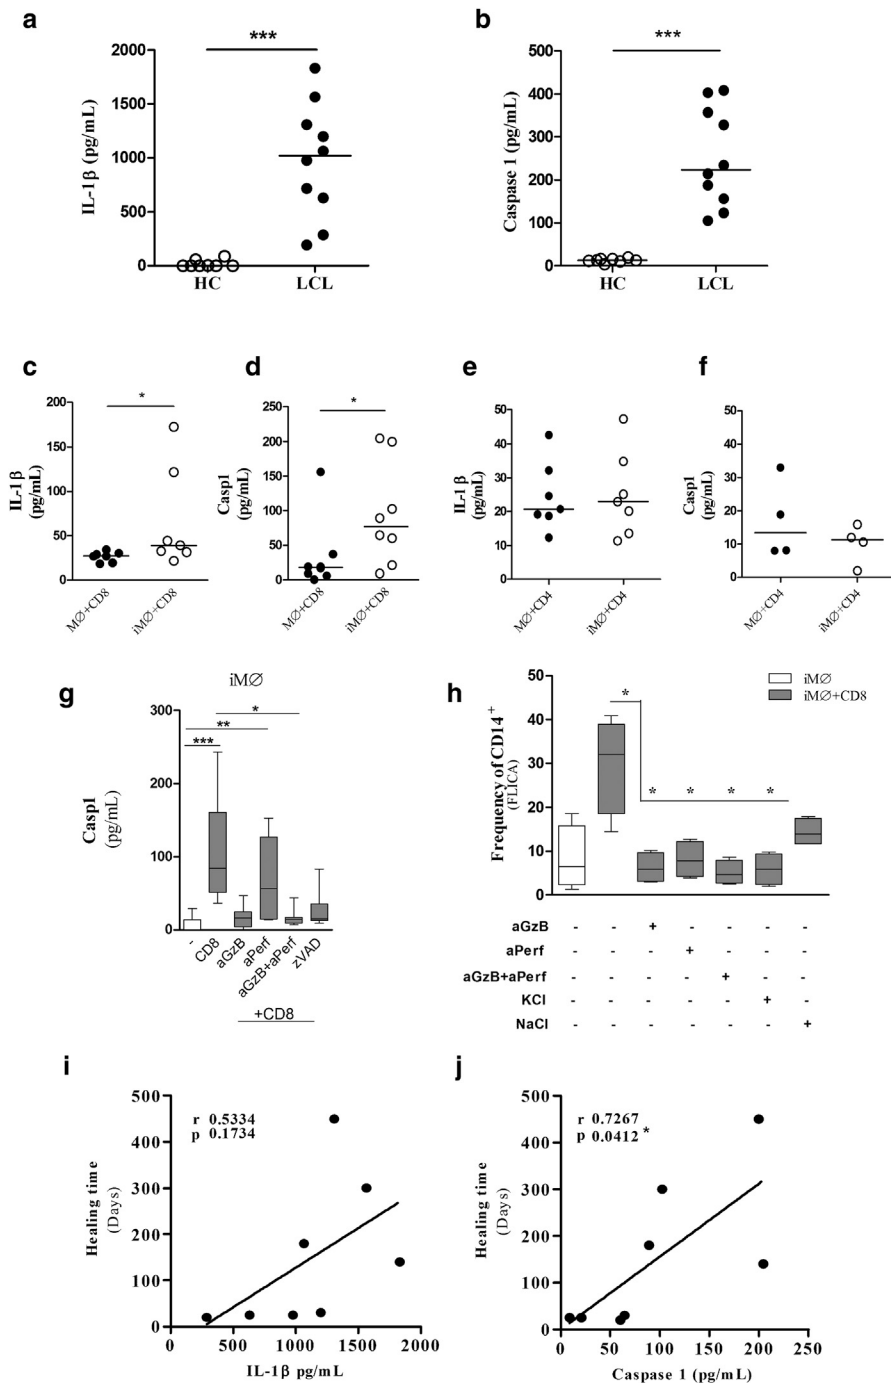 a
***
2000
1500
1000
500
0
IL-1β (pg/mL)
HC
LCL
b
***
500
400
300
200
100
0
Caspase 1 (pg/mL)
HC
LCL
c
*
200
150
100
50
0
IL-1β
(pg/mL)
MØ+CD8
iMØ+CD8
d
*
250
200
150
100
50
0
Casp1
(pg/mL)
MØ+CD8
iMØ+CD8
e
50
40
30
20
10
0
IL-1β
(pg/mL)
MØ+CD4
iMØ+CD4
f
50
40
30
20
10
0
Casp1
(pg/mL)
MØ+CD4
iMØ+CD4
g
iMØ
300
200
100
0
Casp1
(pg/mL)
*
**
***
-
CD8
aGzB
aPerf
aGzB+aPerf
zVAD
+CD8
h
iMØ
iMØ+CD8
50
40
30
20
10
0
Frequency of CD14+
(FLICA)
*
* * * *
aGzB - - + - - - -
aPerf - - - + - - -
aGzB+aPerf - - - - + - -
KCl - - - - - + -
NaCl - - - - - - +
i
r 0.5334
p 0.1734
500
400
300
200
100
0
Healing time
(Days)
0 500 1000 1500 2000
IL-1β pg/mL
j
r 0.7267
p 0.0412 *
500
400
300
200
100
0
Healing time
(Days)
0 50 100 150 200 250
Caspase 1 (pg/mL)